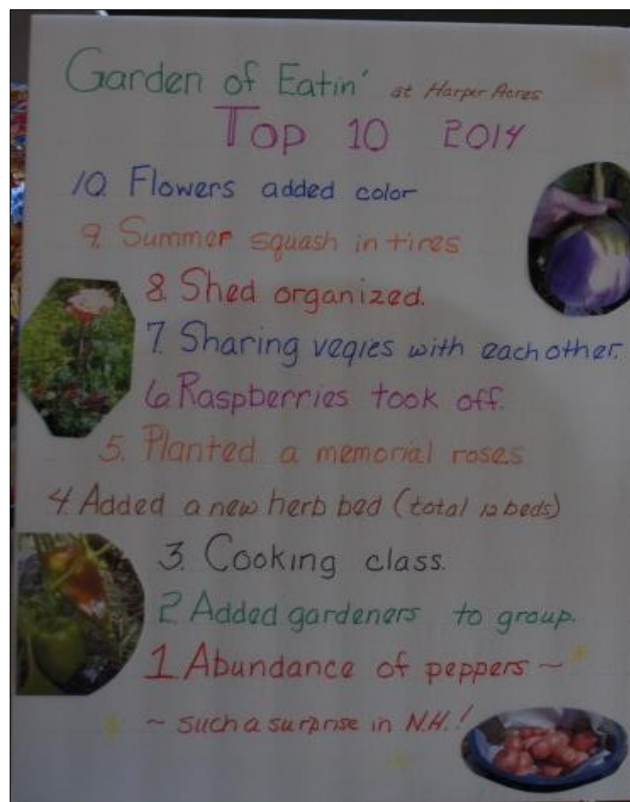 Garden of Eatin' at Harper Acres
Top 10 2014
10. Flowers added color
9. Summer squash in tires
8. Shed organized.
7. Sharing vegies with each other.
6. Raspberries took off.
5. Planted a memorial roses
4. Added a new herb bed (total 12 beds)
3. Cooking class.
2. Added gardeners to group.
1. Abundance of peppers ~
~ such a surprise in N.H.!